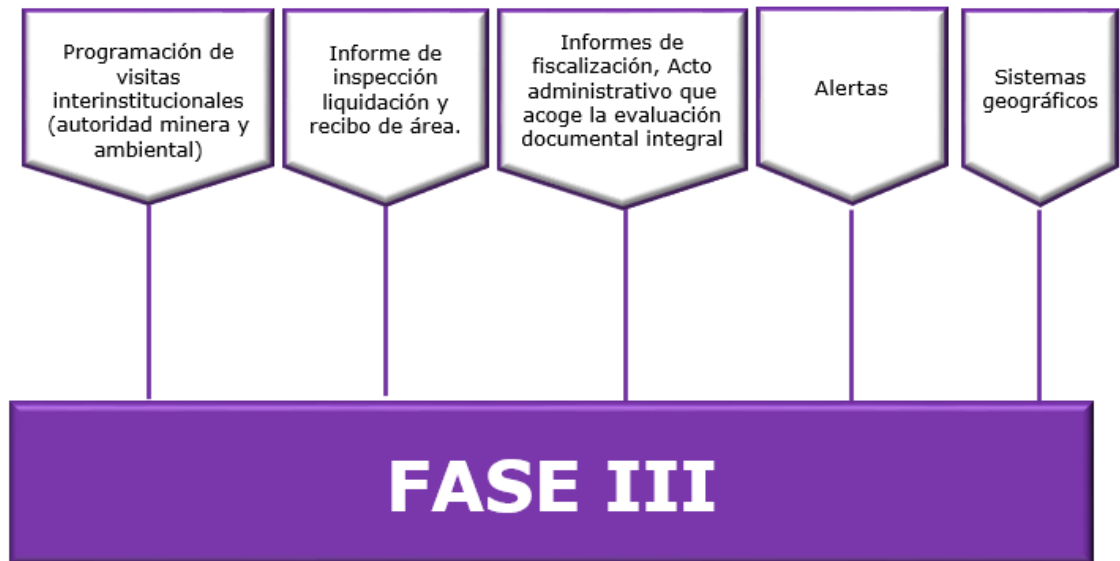 Programación de
visitas
interinstitucionales
(autoridad minera y
ambiental)
Informe de
inspección
liquidación y
recibo de área.
Informes de
fiscalización, Acto
administrativo que
acoge la evaluación
documental integral
Alertas
Sistemas
geográficos
FASE III